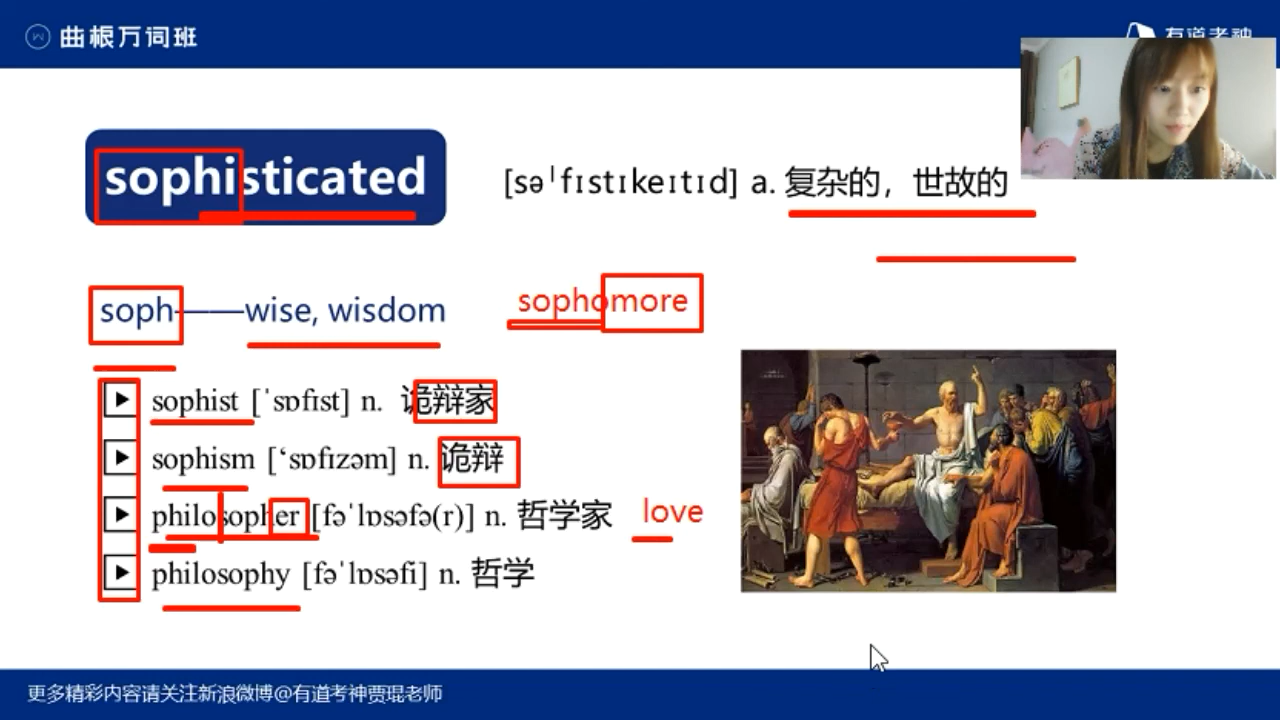 曲根万词班
有道考神
sophisticated
[səˈfɪstɪkeɪtɪd] a. 复杂的，世故的
soph——wise, wisdom
sophomore
sophist [ˈsɒfɪst] n. 诡辩家
sophism [‘sɒfɪzəm] n. 诡辩
philosopher [fəˈlɒsəfə(r)] n. 哲学家
love
philosophy [fəˈlɒsəfi] n. 哲学
更多精彩内容请关注新浪微博@有道考神贾琨老师